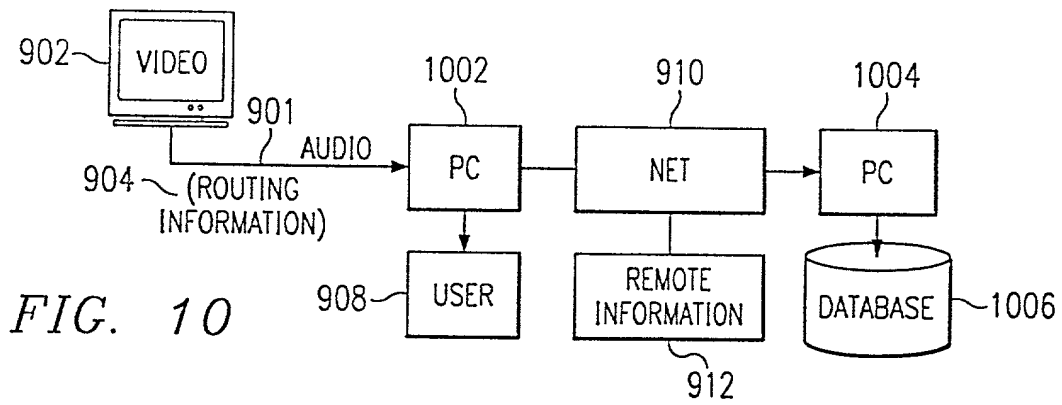 902
VIDEO
901
AUDIO
904
(ROUTING
INFORMATION)
1002
PC
910
NET
1004
PC
908
USER
REMOTE
INFORMATION
912
DATABASE
1006
FIG. 10